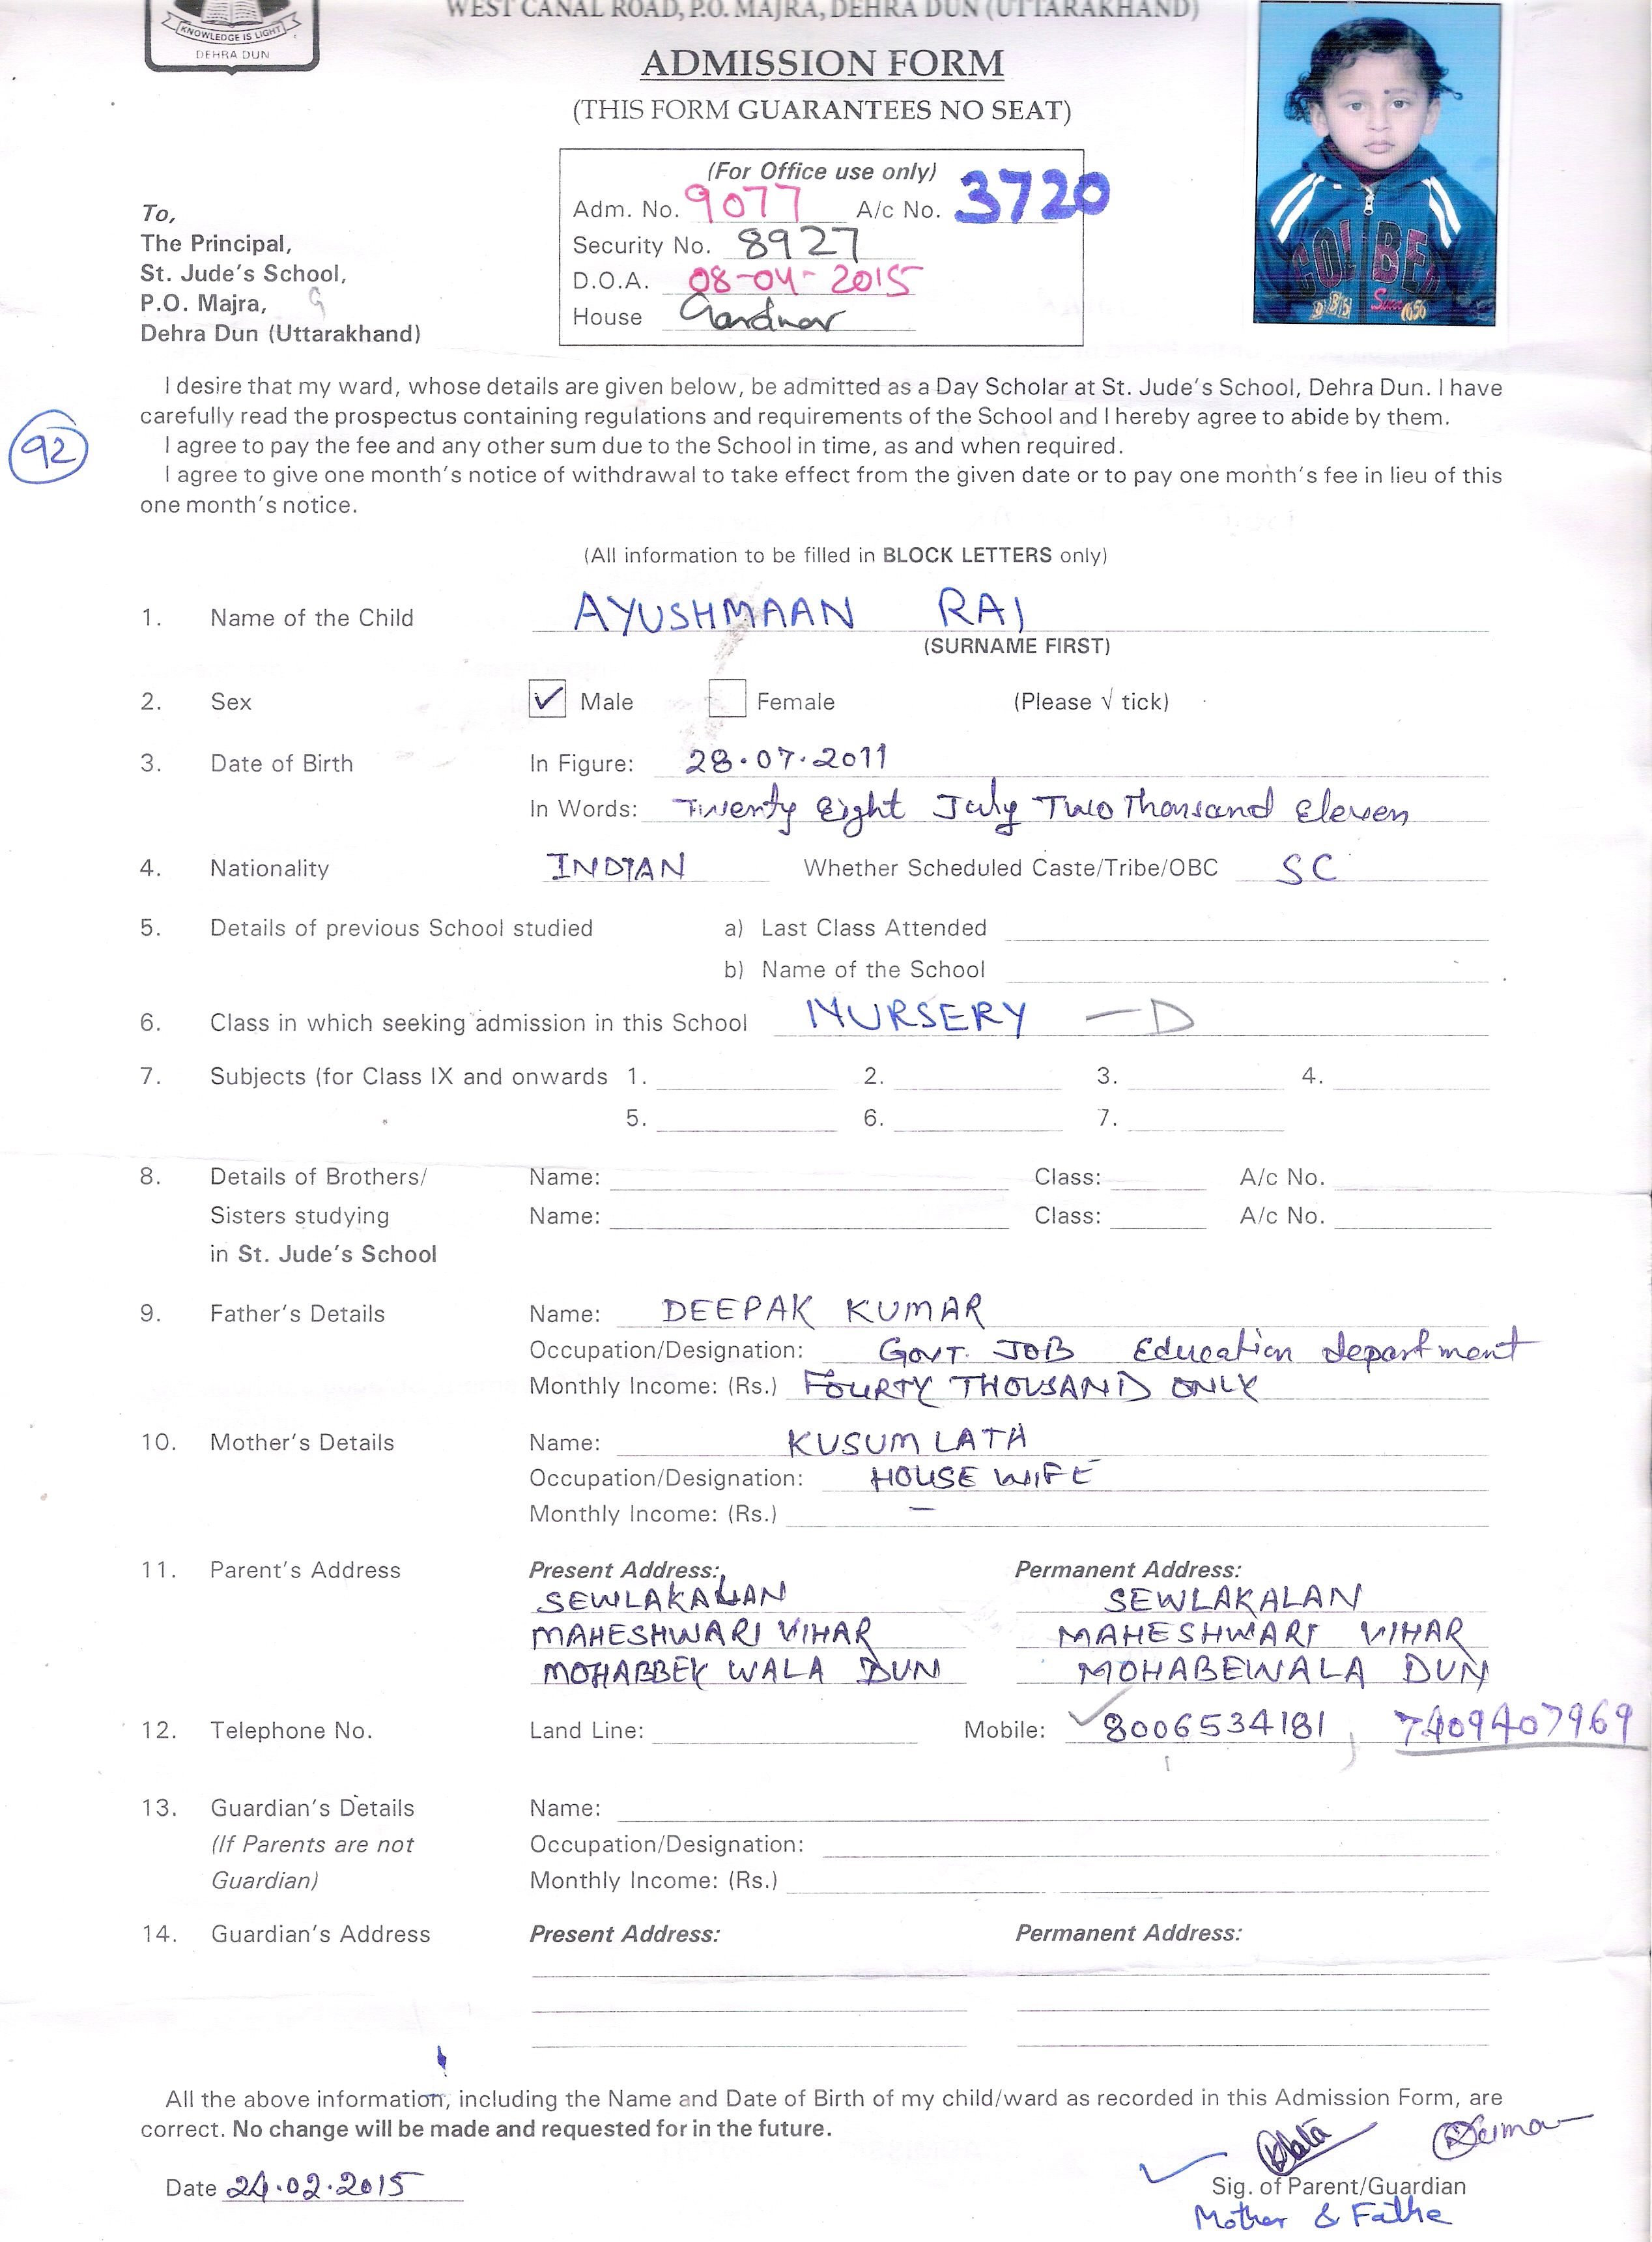 WEST CANAL ROAD, P.O. MAJRA, DEHRA DUN (UTTARAKHAND)
KNOWLEDGE IS LIGHT
DEHRA DUN
ADMISSION FORM
(THIS FORM GUARANTEES NO SEAT)
(For Office use only)
Adm. No. 9077 A/c No. 3720
Security No. 8927
D.O.A. 08-04-2015
House Gardner
To,
The Principal,
St. Jude's School,
P.O. Majra,
Dehra Dun (Uttarakhand)
I desire that my ward, whose details are given below, be admitted as a Day Scholar at St. Jude's School, Dehra Dun. I have
carefully read the prospectus containing regulations and requirements of the School and I hereby agree to abide by them.
92
I agree to pay the fee and any other sum due to the School in time, as and when required.
I agree to give one month's notice of withdrawal to take effect from the given date or to pay one month's fee in lieu of this
one month's notice.
(All information to be filled in BLOCK LETTERS only)
1. Name of the Child AYUSHMAAN RAJ
(SURNAME FIRST)
2. Sex ✓ Male Female (Please √ tick)
3. Date of Birth In Figure: 28.07.2011
In Words: Twenty Eight July Two Thousand Eleven
4. Nationality INDIAN Whether Scheduled Caste/Tribe/OBC SC
5. Details of previous School studied a) Last Class Attended
b) Name of the School
6. Class in which seeking admission in this School NURSERY — D
7. Subjects (for Class IX and onwards 1. 2. 3. 4.
5. 6. 7.
8. Details of Brothers/ Name: Class: A/c No.
Sisters studying Name: Class: A/c No.
in St. Jude's School
9. Father's Details Name: DEEPAK KUMAR
Occupation/Designation: GOVT. JOB Education department
Monthly Income: (Rs.) FOURTY THOUSAND ONLY
10. Mother's Details Name: KUSUM LATA
Occupation/Designation: HOUSE WIFE
Monthly Income: (Rs.) —
11. Parent's Address Present Address: Permanent Address:
SEWLAKALAN SEWLAKALAN
MAHESHWARI VIHAR MAHESHWARI VIHAR
MOHABBEK WALA DUN MOHABEWALA DUN
12. Telephone No. Land Line: Mobile: 8006534181, 7409407969
13. Guardian's Details Name:
(If Parents are not Occupation/Designation:
Guardian) Monthly Income: (Rs.)
14. Guardian's Address Present Address: Permanent Address:
All the above information, including the Name and Date of Birth of my child/ward as recorded in this Admission Form, are
correct. No change will be made and requested for in the future.
Date 24.02.2015 Klata DKumar
Sig. of Parent/Guardian
Mother & Fathe